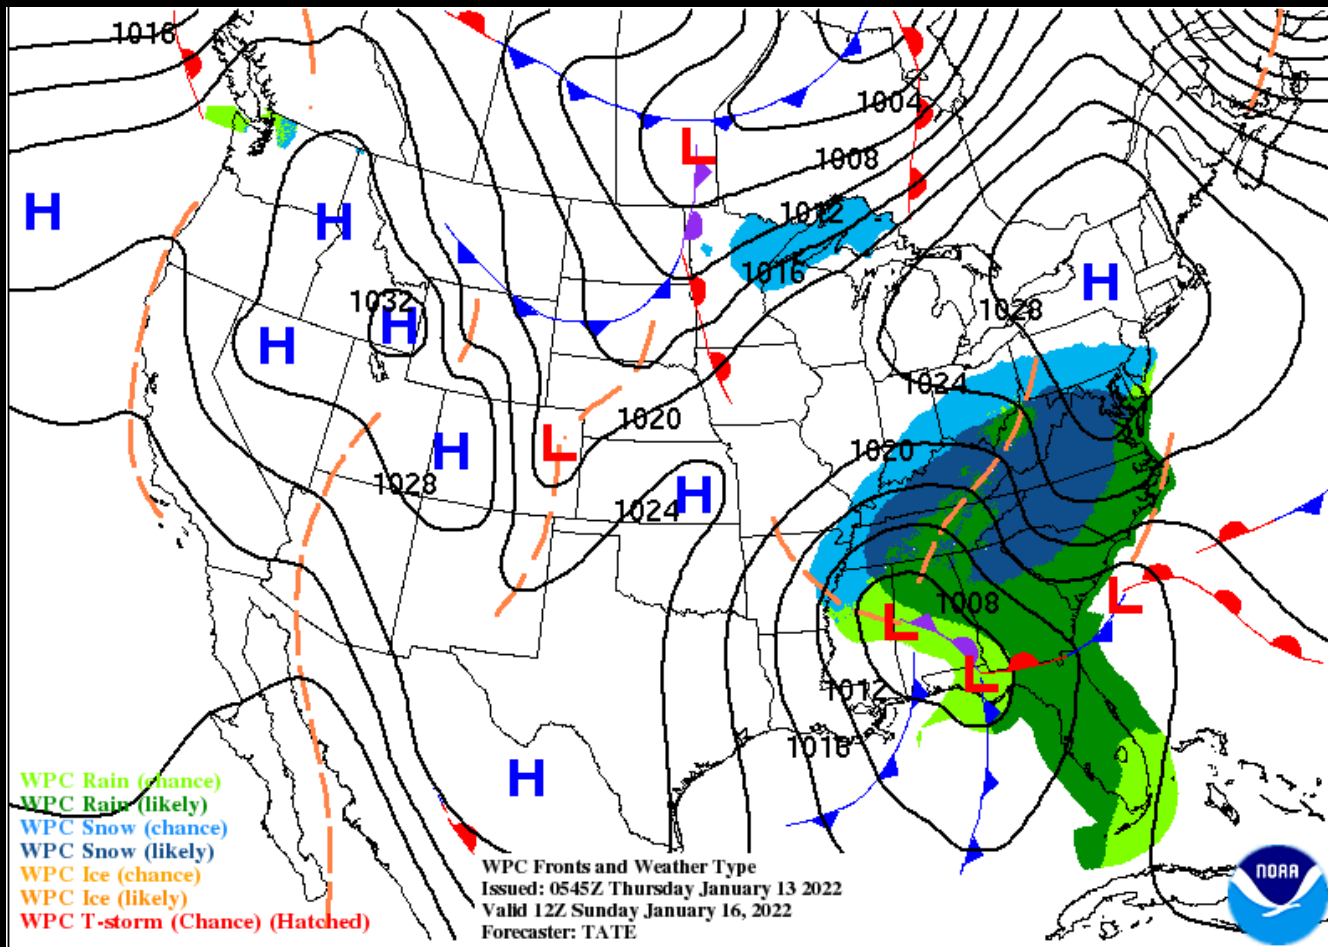 1016
1004
1008
1012
1016
1032
1028
1024
1020
1020
1028
1024
1008
1012
1016
H
H
H
H
H
H
H
H
L
L
L
L
L
WPC Rain (chance)
WPC Rain (likely)
WPC Snow (chance)
WPC Snow (likely)
WPC Ice (chance)
WPC Ice (likely)
WPC T-storm (Chance) (Hatched)
WPC Fronts and Weather Type
Issued: 0545Z Thursday January 13 2022
Valid 12Z Sunday January 16, 2022
Forecaster: TATE
NOAA